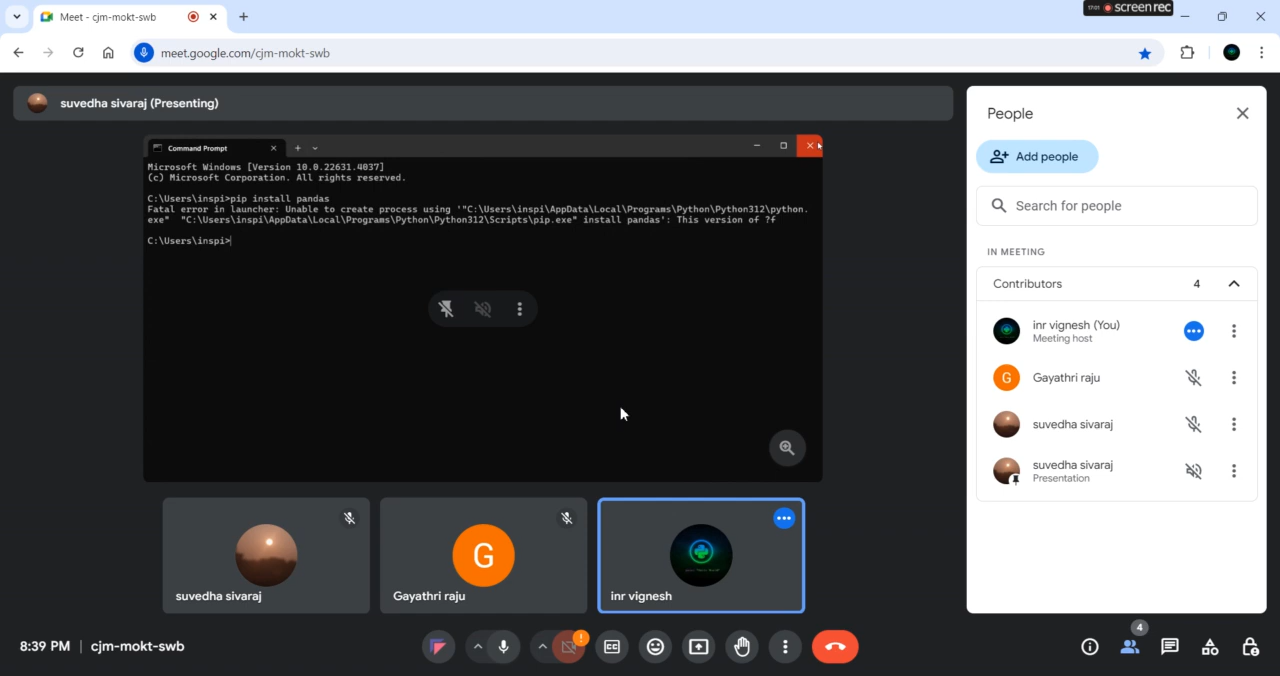 Meet - cjm-mokt-swb
17:01 screenrec
meet.google.com/cjm-mokt-swb
suvedha sivaraj (Presenting)
Command Prompt
Microsoft Windows [Version 10.0.22631.4037]
(c) Microsoft Corporation. All rights reserved.
C:\Users\inspi>pip install pandas
Fatal error in launcher: Unable to create process using '"C:\Users\inspi\AppData\Local\Programs\Python\Python312\python.
exe"  "C:\Users\inspi\AppData\Local\Programs\Python\Python312\Scripts\pip.exe" install pandas': This version of ?f
C:\Users\inspi>
suvedha sivaraj
G
Gayathri raju
inr vignesh
People
Add people
Search for people
IN MEETING
Contributors 4
inr vignesh (You)
Meeting host
G Gayathri raju
suvedha sivaraj
suvedha sivaraj
Presentation
8:39 PM | cjm-mokt-swb
4